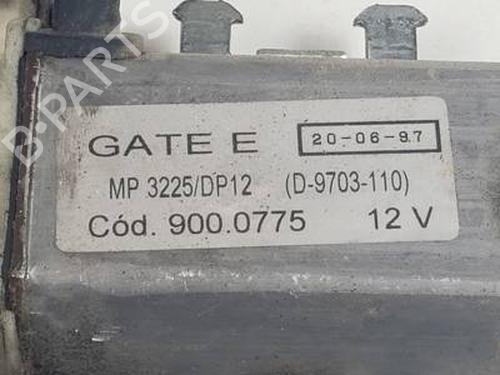 GATE E 20-06-97
MP 3225/DP12 (D-9703-110)
Cód. 900.0775 12 V
B-PARTS